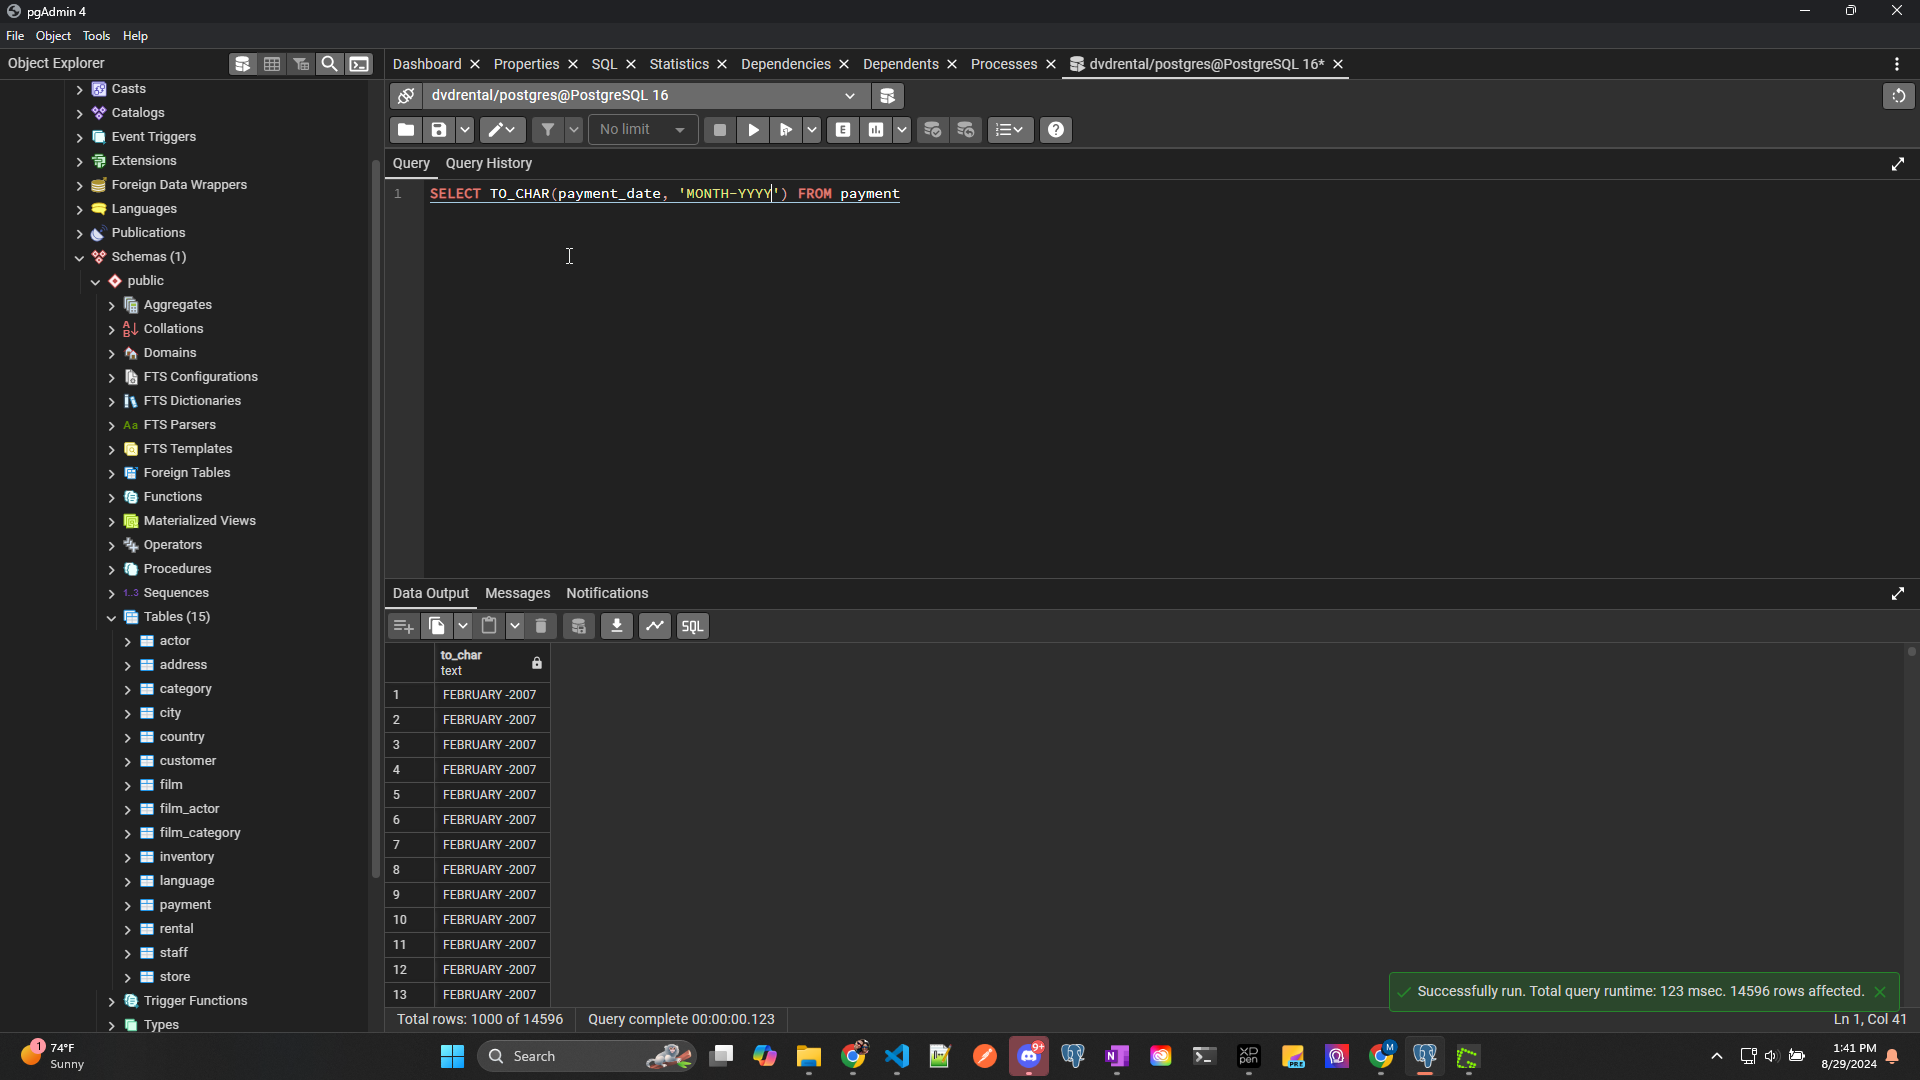 pgAdmin 4
File Object Tools Help
Object Explorer
Dashboard Properties SQL Statistics Dependencies Dependents Processes dvdrental/postgres@PostgreSQL 16*
dvdrental/postgres@PostgreSQL 16
No limit
E
Query Query History
1 SELECT TO_CHAR(payment_date, 'MONTH-YYYY') FROM payment
Casts
Catalogs
Event Triggers
Extensions
Foreign Data Wrappers
Languages
Publications
Schemas (1)
public
Aggregates
Collations
Domains
FTS Configurations
FTS Dictionaries
Aa FTS Parsers
FTS Templates
Foreign Tables
Functions
Materialized Views
Operators
Procedures
1..3 Sequences
Tables (15)
actor
address
category
city
country
customer
film
film_actor
film_category
inventory
language
payment
rental
staff
store
Trigger Functions
Types
Data Output Messages Notifications
SQL
to_char
text
1 FEBRUARY -2007
2 FEBRUARY -2007
3 FEBRUARY -2007
4 FEBRUARY -2007
5 FEBRUARY -2007
6 FEBRUARY -2007
7 FEBRUARY -2007
8 FEBRUARY -2007
9 FEBRUARY -2007
10 FEBRUARY -2007
11 FEBRUARY -2007
12 FEBRUARY -2007
13 FEBRUARY -2007
Successfully run. Total query runtime: 123 msec. 14596 rows affected.
Total rows: 1000 of 14596 Query complete 00:00:00.123 Ln 1, Col 41
1 74°F
Sunny
Search
9+
XP
pen
PRE
M
1:41 PM
8/29/2024